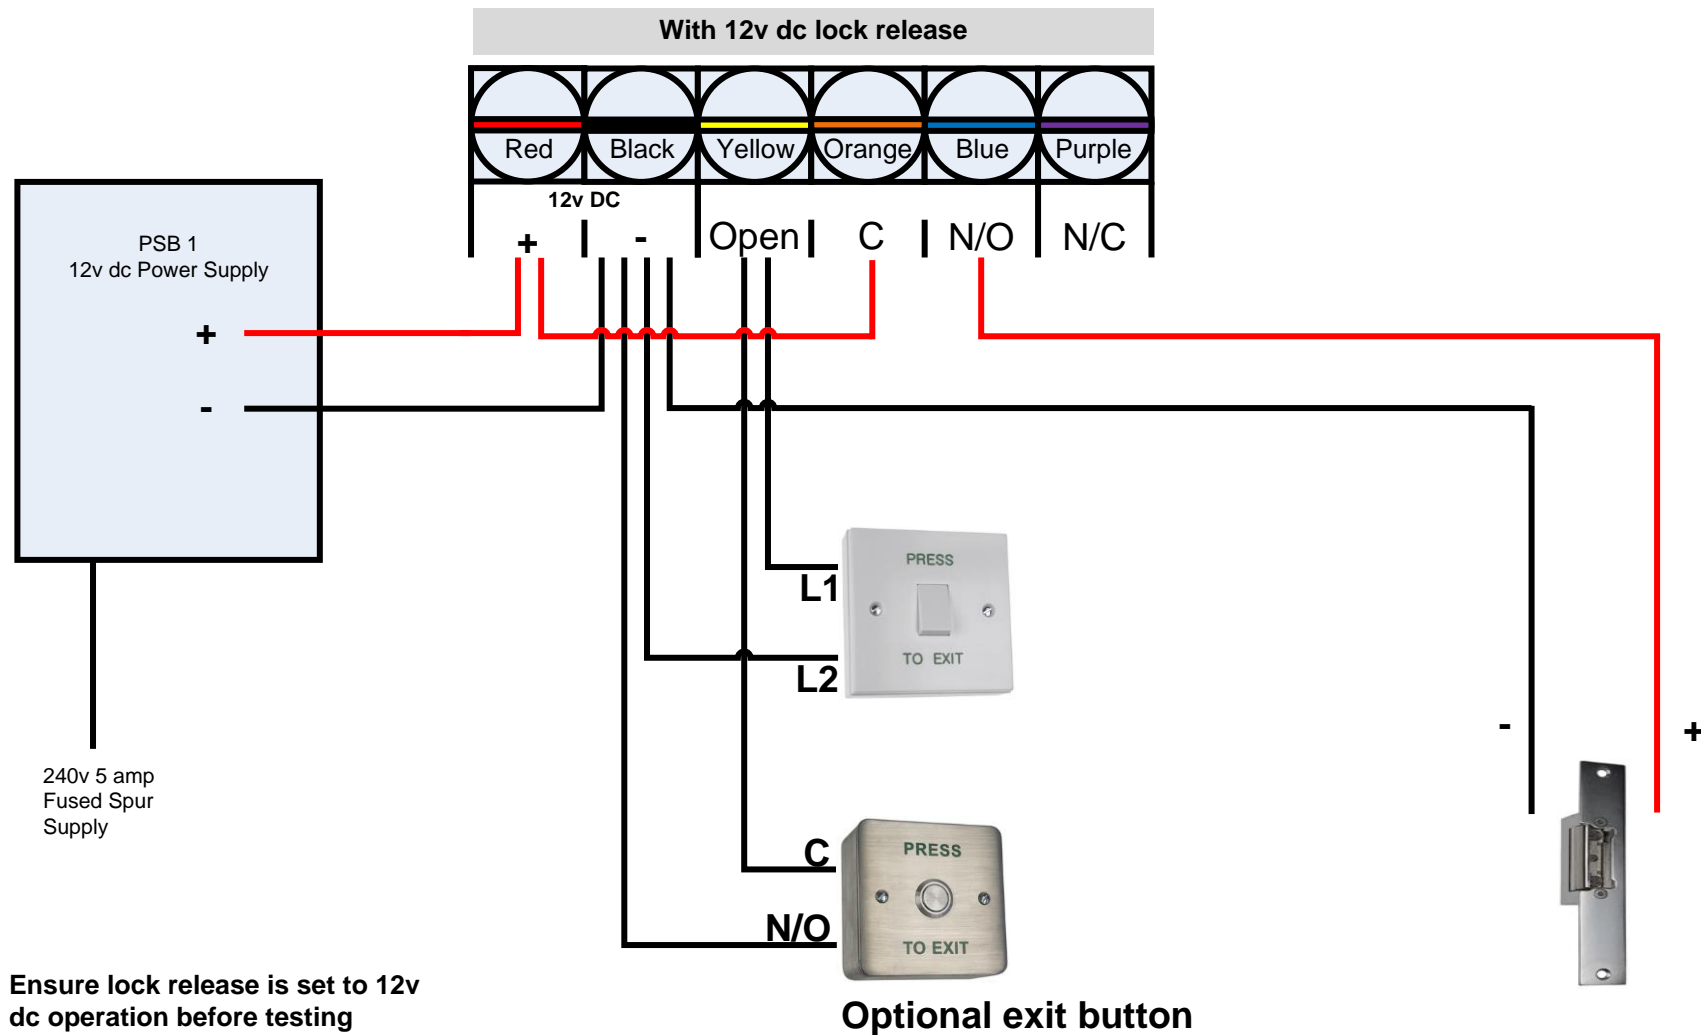 With 12v dc lock release
Red Black Yellow Orange Blue Purple
12v DC
+ - Open C N/O N/C
PSB 1
12v dc Power Supply
+
-
PRESS
L1
TO EXIT
L2
- +
240v 5 amp
Fused Spur
Supply
C
PRESS
N/O
TO EXIT
Ensure lock release is set to 12v
dc operation before testing
Optional exit button